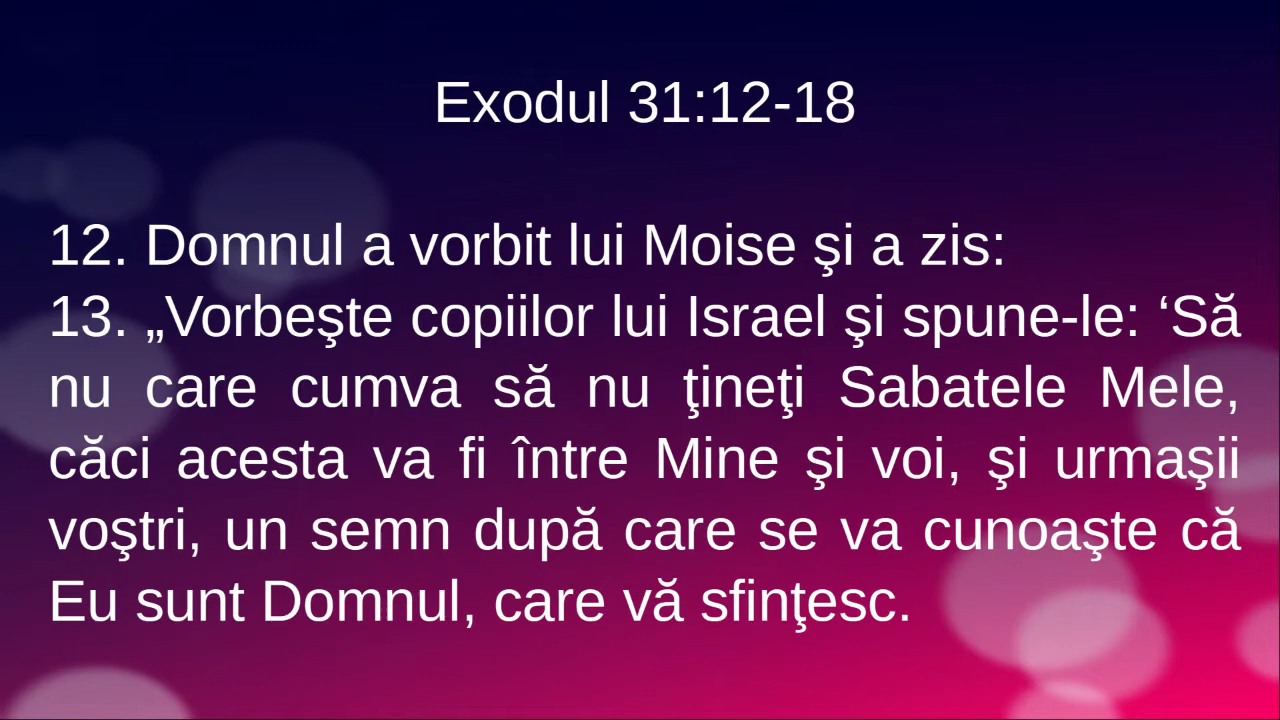 Exodul 31:12-18
12. Domnul a vorbit lui Moise şi a zis:
13. „Vorbeşte copiilor lui Israel şi spune-le: ‘Să
nu care cumva să nu ţineţi Sabatele Mele,
căci acesta va fi între Mine şi voi, şi urmaşii
voştri, un semn după care se va cunoaşte că
Eu sunt Domnul, care vă sfinţesc.